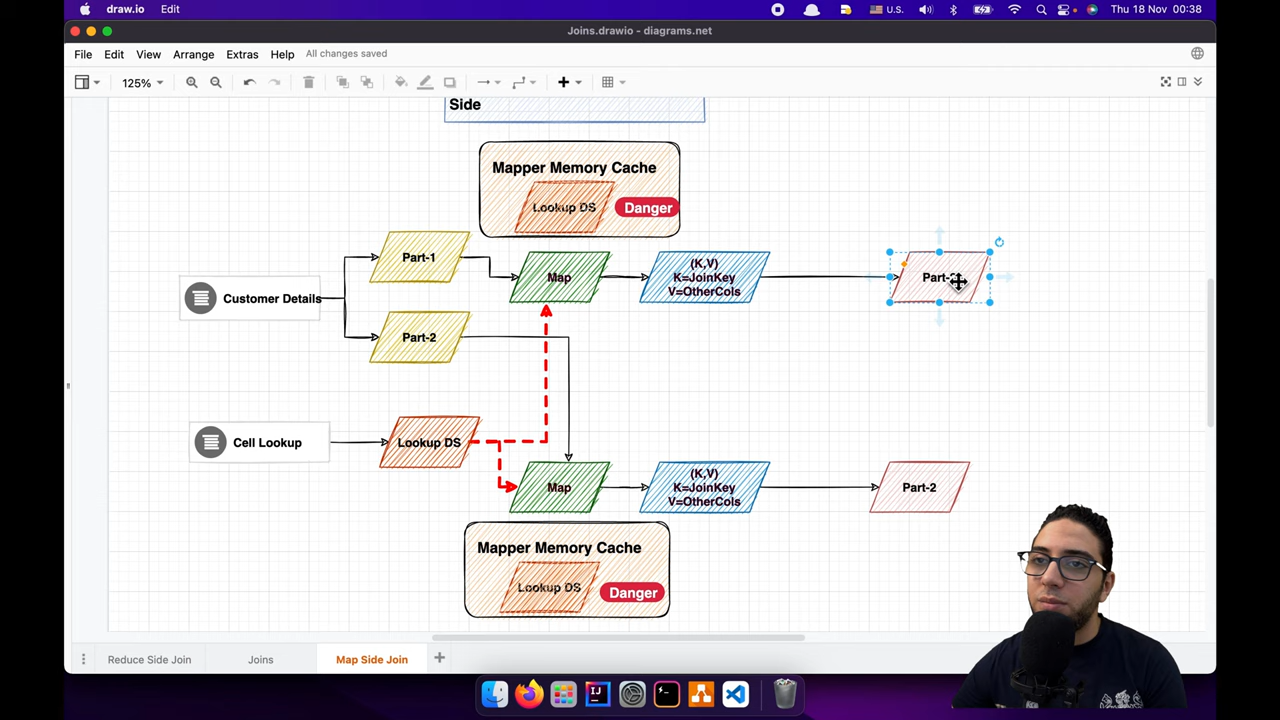 draw.io Edit U.S. Thu 18 Nov 00:38
Joins.drawio - diagrams.net
File Edit View Arrange Extras Help All changes saved
125%
Side
Mapper Memory Cache
Lookup DS Danger
Part-1
Map
(K,V)
K=JoinKey
V=OtherCols
Customer Details
Part-2
Cell Lookup
Lookup DS
Map
(K,V)
K=JoinKey
V=OtherCols
Part-2
Mapper Memory Cache
Lookup DS Danger
Reduce Side Join Joins Map Side Join